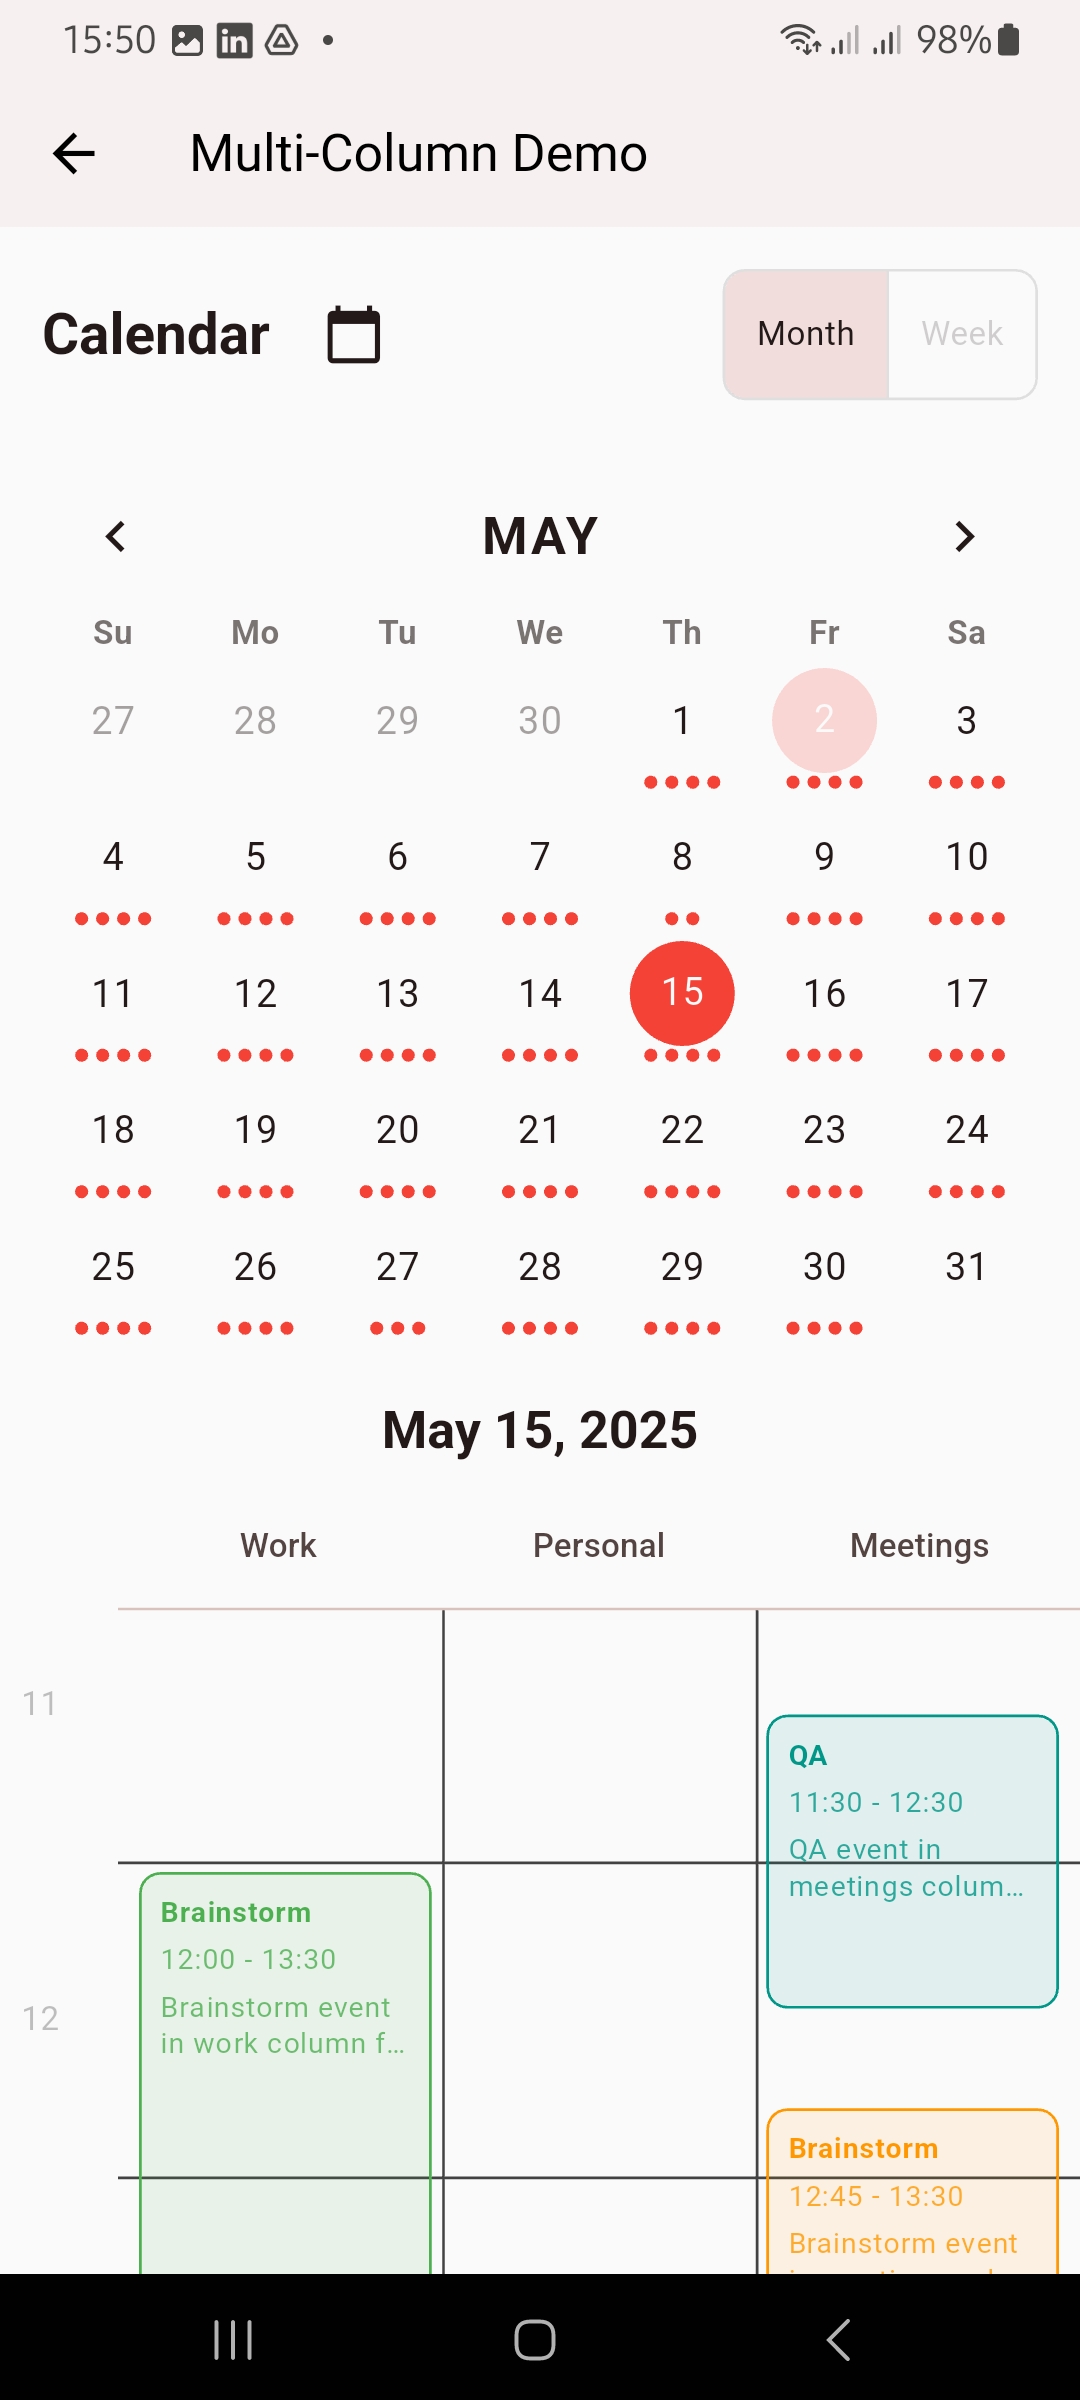 15:50 in 98%
Multi-Column Demo
Calendar Month Week
MAY
Su Mo Tu We Th Fr Sa
27 28 29 30 1 2 3
4 5 6 7 8 9 10
11 12 13 14 15 16 17
18 19 20 21 22 23 24
25 26 27 28 29 30 31
May 15, 2025
Work Personal Meetings
11
QA
11:30 - 12:30
QA event in
meetings colum...
Brainstorm
12:00 - 13:30
Brainstorm event
in work column f...
12
Brainstorm
12:45 - 13:30
Brainstorm event